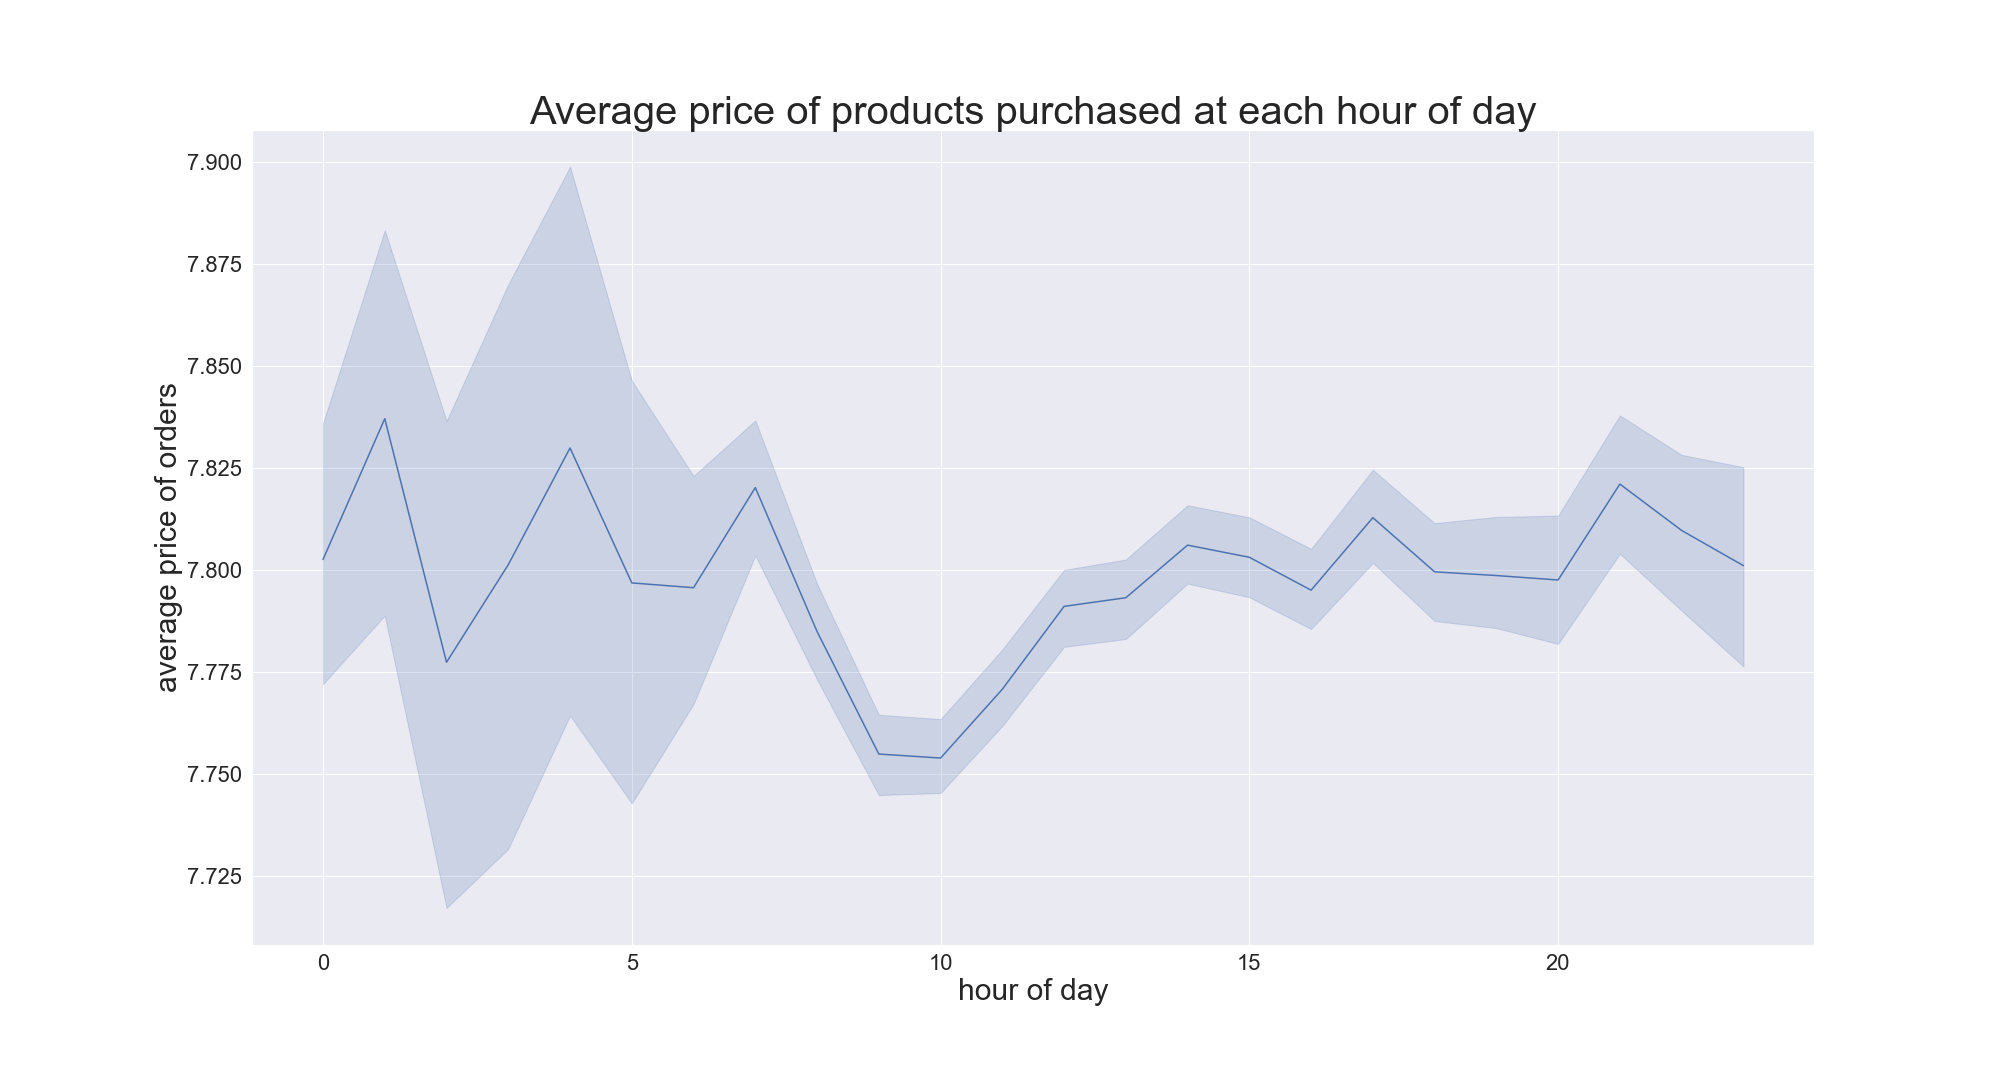 Average price of products purchased at each hour of day
average price of orders
7.900
7.875
7.850
7.825
7.800
7.775
7.750
7.725
0 5 10 15 20
hour of day